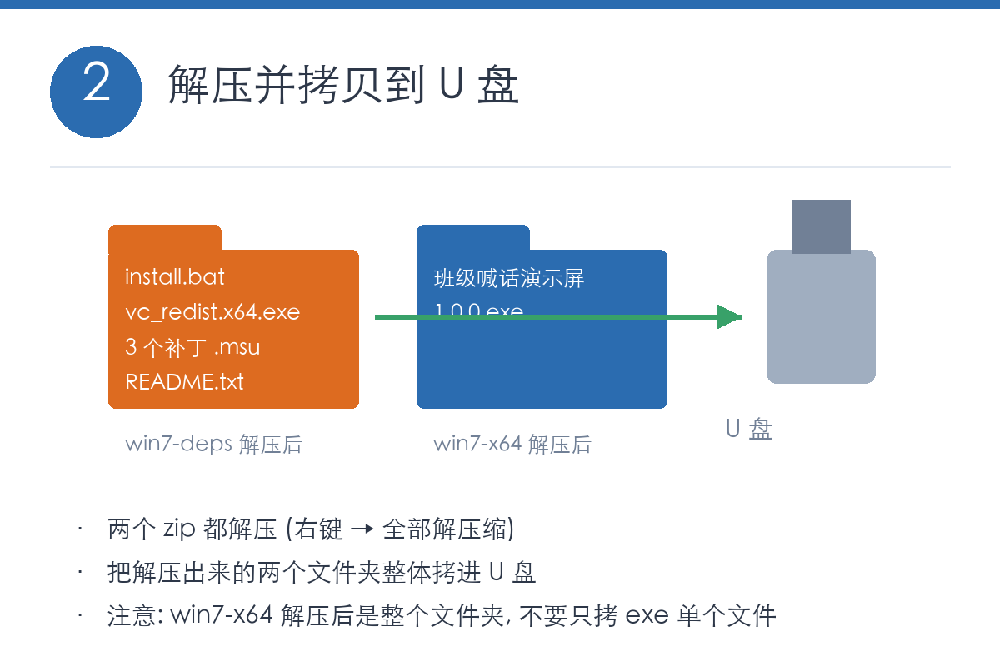 2
解压并拷贝到 U 盘
install.bat
vc_redist.x64.exe
3 个补丁 .msu
README.txt
班级喊话演示屏
1.0.0.exe
win7-deps 解压后
win7-x64 解压后
U 盘
· 两个 zip 都解压 (右键 → 全部解压缩)
· 把解压出来的两个文件夹整体拷进 U 盘
· 注意: win7-x64 解压后是整个文件夹, 不要只拷 exe 单个文件